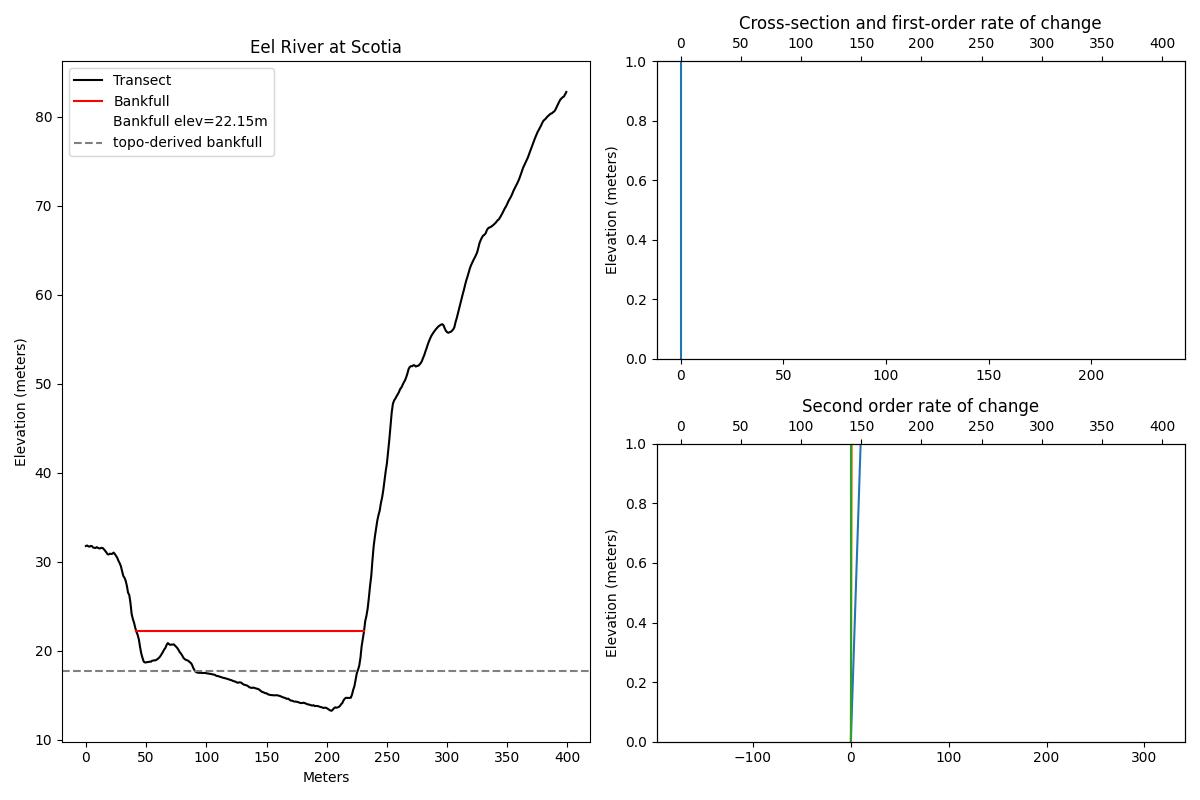 Eel River at Scotia
Transect
Bankfull
Bankfull elev=22.15m
topo-derived bankfull
Elevation (meters)
80
70
60
50
40
30
20
10
0 50 100 150 200 250 300 350 400
Meters
Cross-section and first-order rate of change
0 50 100 150 200 250 300 350 400
Elevation (meters)
1.0
0.8
0.6
0.4
0.2
0.0
0 50 100 150 200
Second order rate of change
0 50 100 150 200 250 300 350 400
Elevation (meters)
1.0
0.8
0.6
0.4
0.2
0.0
−100 0 100 200 300